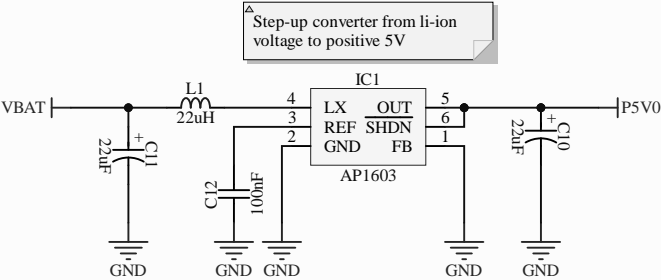 Step-up converter from li-ion
voltage to positive 5V
IC1
L1
VBAT
22uH
4
LX
OUT
5
P5V0
3
REF
SHDN
6
2
GND
FB
1
AP1603
+
C11
22uF
C12
100nF
+
C10
22uF
GND
GND
GND
GND
GND